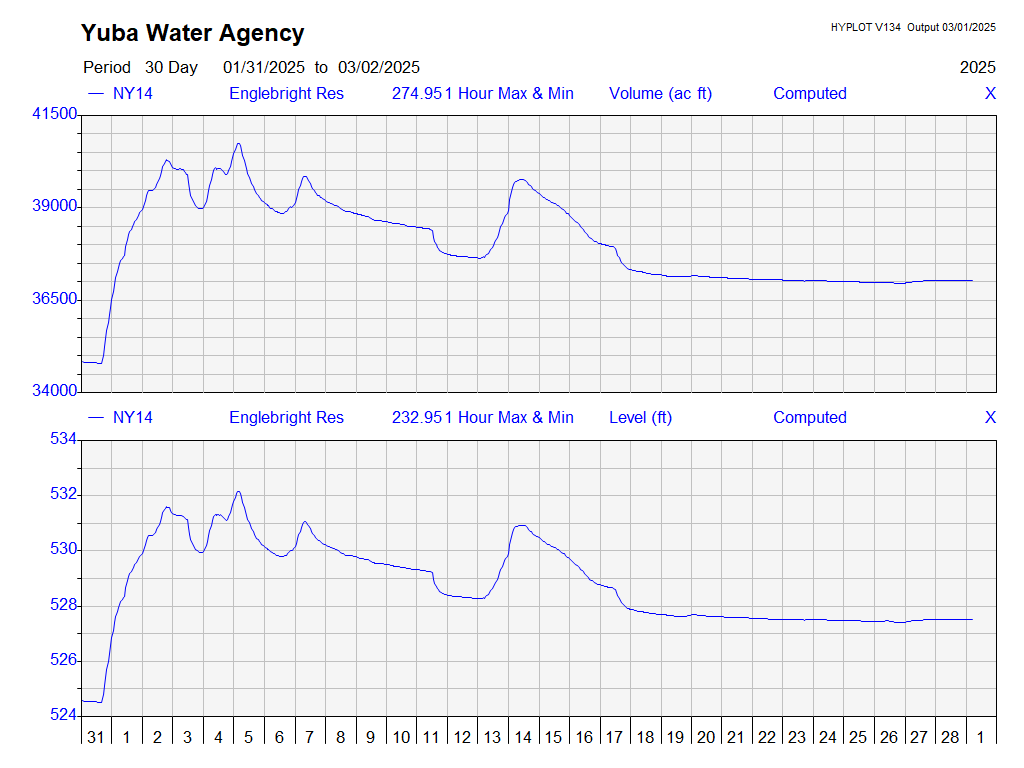 Yuba Water Agency HYPLOT V134 Output 03/01/2025
Period 30 Day 01/31/2025 to 03/02/2025 2025
NY14 Englebright Res 274.951 Hour Max & Min Volume (ac ft) Computed X
41500
39000
36500
34000
NY14 Englebright Res 232.951 Hour Max & Min Level (ft) Computed X
534
532
530
528
526
524
31 1 2 3 4 5 6 7 8 9 10 11 12 13 14 15 16 17 18 19 20 21 22 23 24 25 26 27 28 1